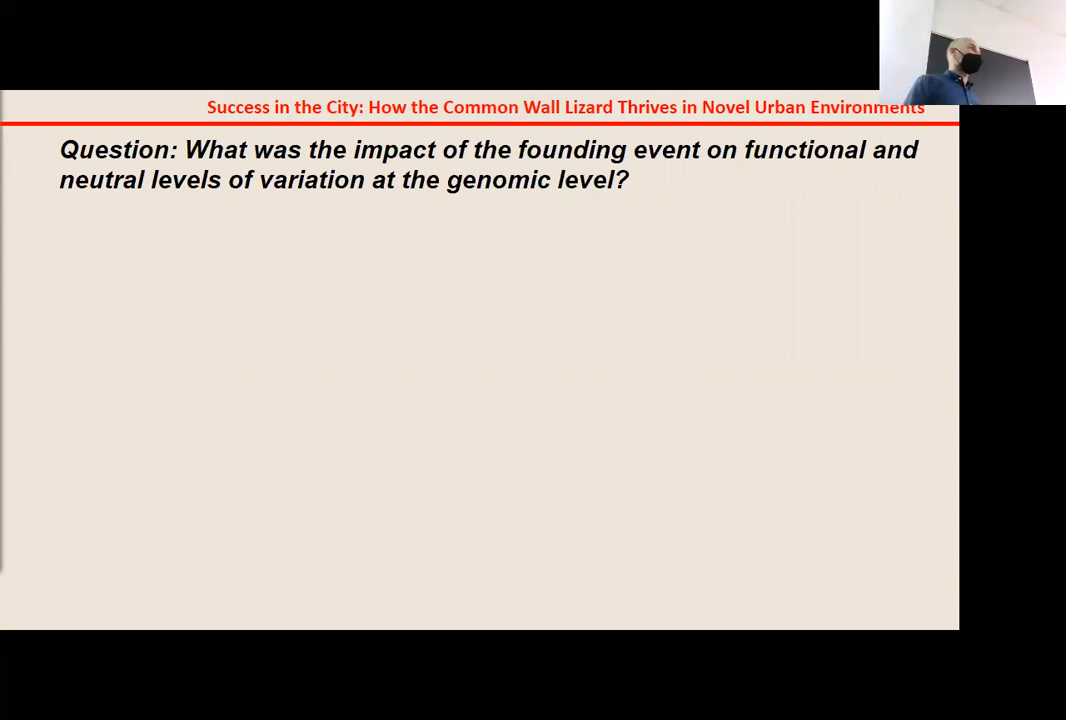 Success in the City: How the Common Wall Lizard Thrives in Novel Urban Environments
Question: What was the impact of the founding event on functional and
neutral levels of variation at the genomic level?